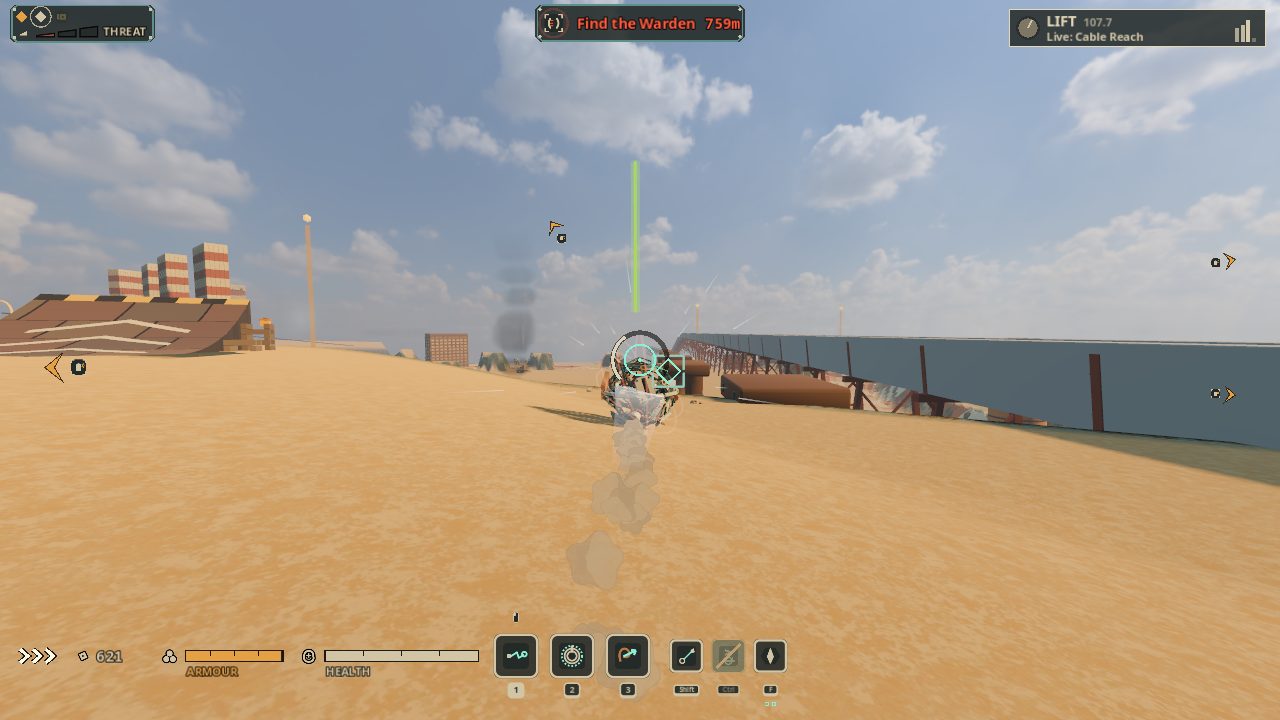 THREAT
Find the Warden 759m
LIFT 107.7
Live: Cable Reach
621
ARMOUR
HEALTH
1
2
3
Shift
Ctrl
F